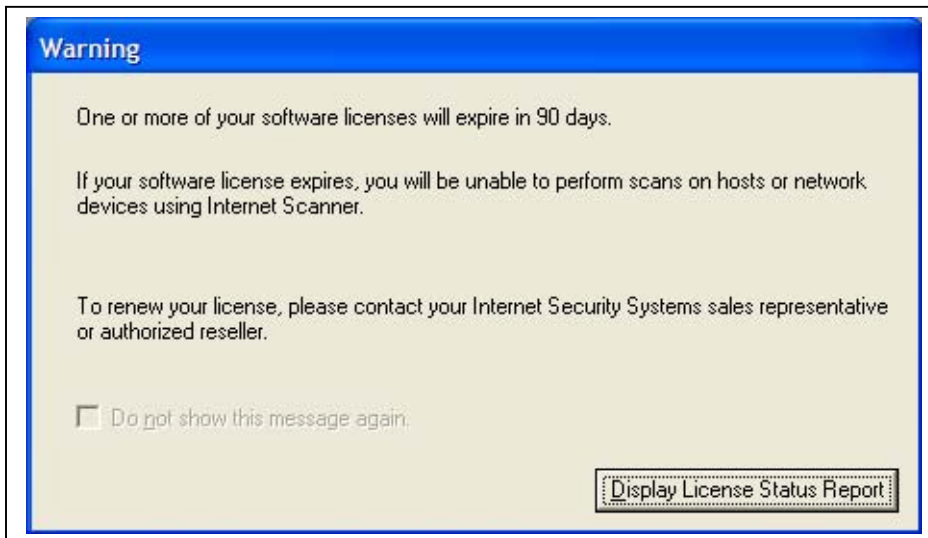 Warning
One or more of your software licenses will expire in 90 days.
If your software license expires, you will be unable to perform scans on hosts or network
devices using Internet Scanner.
To renew your license, please contact your Internet Security Systems sales representative
or authorized reseller.
Do not show this message again.
Display License Status Report